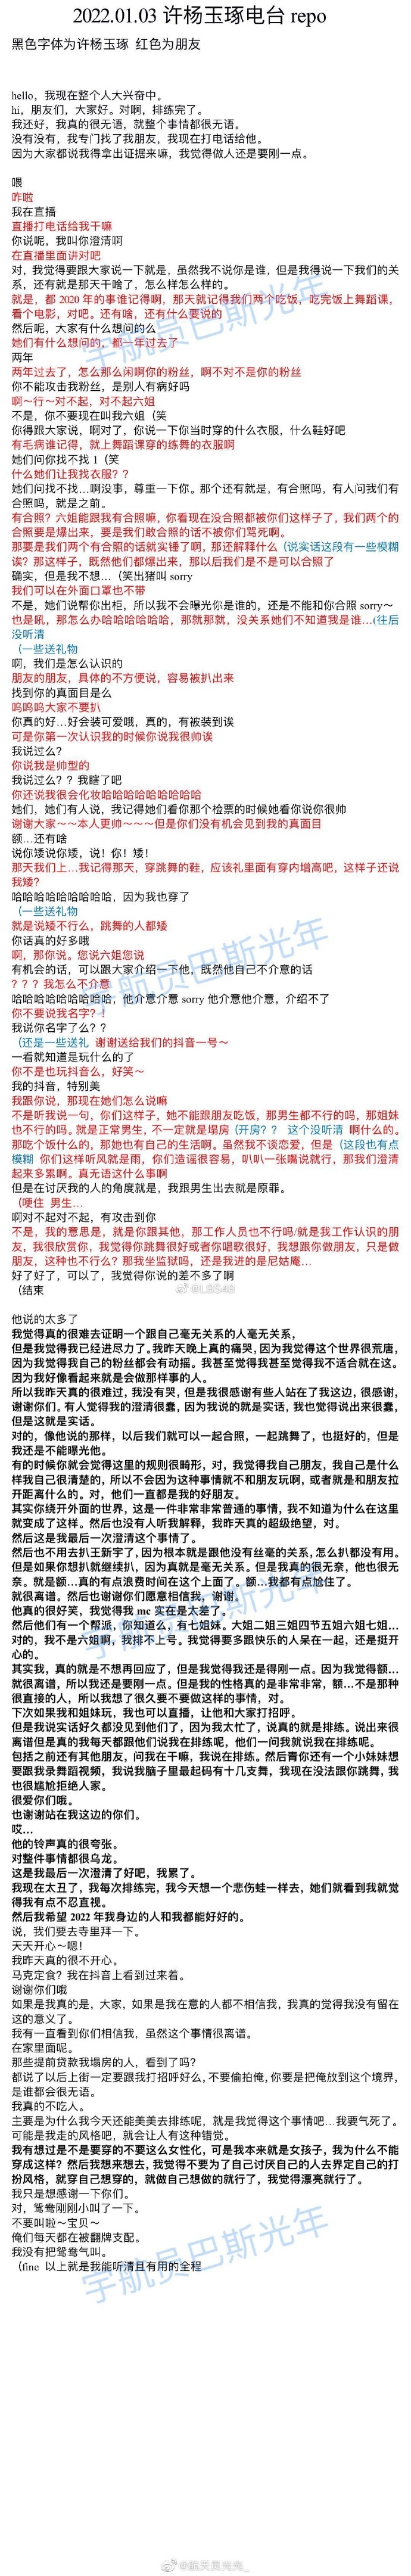 2022.01.03 许杨玉琢电台 repo
黑色字体为许杨玉琢 红色为朋友
hello，我现在整个人大兴奋中。
hi，朋友们，大家好。对啊，排练完了。
我还好，我真的很无语，就整个事情都很无语。
没有没有，我专门找了我朋友，我现在打电话给他。
因为大家都说我得拿出证据来嘛，我觉得做人还是要刚一点。
喂
咋啦
我在直播
直播打电话给我干嘛
你说呢，我叫你澄清啊
在直播里面讲对吧
对，我觉得要跟大家说一下就是，虽然我不说你是谁，但是我得说一下我们的关
系，还有就是那天干啥了，怎么样怎么样的。
就是，都 2020 年的事谁记得啊，那天就记得我们两个吃饭，吃完饭上舞蹈课，
看个电影，对吧。还有啥，还有什么要说的
然后呢，大家有什么想问的么
她们有什么想问的，都一年过去了
两年
两年过去了，怎么那么闲啊你的粉丝，啊不对不是你的粉丝
你不能攻击我粉丝，是别人有病好吗
啊～行～对不起，对不起六姐
不是，你不要现在叫我六姐（笑
你得跟大家说，啊对了，你说一下你当时穿的什么衣服，什么鞋好吧
有毛病谁记得，就上舞蹈课穿的练舞的衣服啊
她们问你找不找 1（笑
什么她们让我找衣服？？
她们问找不找…啊没事，尊重一下你。那个还有就是，有合照吗，有人问我们有
合照吗，就是之前。
有合照？六姐能跟我有合照嘛，你看现在没合照都被你们这样子了，我们两个的
合照要是爆出来，要是我们敢合照的话不被你们骂死啊。
那要是我们两个有合照的话就实锤了啊，那还解释什么（说实话这段有一些模糊
诶？那这样子，既然他们都爆出来，那以后我们是不是可以合照了
确实，但是我不想…（笑出猪叫 sorry
我们可以在外面口罩也不带
不是，她们说帮你出柜，所以我不会曝光你是谁的，还是不能和你合照 sorry～
也是吼，那怎么办哈哈哈哈哈哈，那就那就，没关系她们不知道我是谁…（往后
没听清
（一些送礼物
啊，我们是怎么认识的
朋友的朋友，具体的不方便说，容易被扒出来
找到你的真面目是么
呜呜呜大家不要扒
你真的好…好会装可爱哦，真的，有被装到诶
可是你第一次认识我的时候你说我很帅诶
我说过么？
你说我是帅型的
我说过么？？我瞎了吧
你还说我很会化妆哈哈哈哈哈哈哈哈
她们，她们有人说，我记得她们看你那个检票的时候她看你说你很帅
谢谢大家～～本人更帅～～～但是你们没有机会见到我的真面目
额…还有啥
说你矮说你矮，说！你！矮！
那天我们上…我记得那天，穿跳舞的鞋，应该礼里面有穿内增高吧，这样子还说
我矮？
哈哈哈哈哈哈哈哈哈，因为我也穿了
（一些送礼物
就是说矮不行么，跳舞的人都矮
你话真的好多哦
啊，那你说。您说六姐您说
有机会的话，可以跟大家介绍一下他，既然他自己不介意的话
？？？我怎么不介意
哈哈哈哈哈哈哈哈哈，他介意介意 sorry 他介意他介意，介绍不了
你不要说我名字？！
我说你名字了么？？
（还是一些送礼 谢谢送给我们的抖音一号～
一看就知道是玩什么的了
你不是也玩抖音么，好笑～
我的抖音，特别美
我跟你说，那现在她们怎么说嘛
不是听我说一句，你们这样子，她不能跟朋友吃饭，那男生都不行的吗，那姐妹
也不行的吗。就是正常男生，不一定就是塌房（开房？？ 这个没听清 啊什么的。
那吃个饭什么的，那她也有自己的生活啊。虽然我不谈恋爱，但是（这段也有点
模糊 你们这样听风就是雨，你们造谣很容易，叭叭一张嘴说就行，那我们澄清
起来多累啊。真无语这什么事啊
但是在讨厌我的人的角度就是，我跟男生出去就是原罪。
（哽住 男生…
啊对不起对不起，有攻击到你
不是，我的意思是，就是你跟其他，那工作人员也不行吗/就是我工作认识的朋
友，我很欣赏你，我觉得你跳舞很好或者你唱歌很好，我想跟你做朋友，只是做
朋友，这种也不行么？那我坐监狱吗，还是我进的是尼姑庵…
好了好了，可以了，我觉得你说的差不多了啊
（结束
@LBS48
他说的太多了
我觉得真的很难去证明一个跟自己毫无关系的人毫无关系，
但是我觉得我已经进尽力了。我昨天晚上真的痛哭，因为我觉得这个世界很荒唐，
因为我觉得我自己的粉丝都会有动摇。我甚至觉得我甚至觉得我不适合就在这。
因为我好像看起来就是会做那样事的人。
所以我昨天真的很难过，我没有哭，但是我很感谢有些人站在了我这边，很感谢，
谢谢你们。有人觉得我的澄清很蠢，因为我说的就是实话，我也觉得说出来很蠢，
但是这就是实话。
对的，像他说的那样，以后我们就可以一起合照，一起跳舞了，也挺好的，但是
我还是不能曝光他。
有的时候你就会觉得这里的规则很畸形，对，我觉得我自己朋友，我自己是什么
样我自己很清楚的，所以不会因为这种事情就不和朋友玩啊，或者就是和朋友拉
开距离什么的。对，他们一直都是我的好朋友。
其实你绕开外面的世界，这是一件非常非常普通的事情，我不知道为什么在这里
就变成了这样。然后也没有人听我解释，我昨天真的超级绝望，对。
然后这是我最后一次澄清这个事情了。
然后也不用去扒王新宇了，因为根本就是跟他没有丝毫的关系，怎么扒都没有用。
但是如果你想扒就继续扒，因为真就是毫无关系。但是我真的很无奈，他也很无
奈。就是额…真的有点浪费时间在这个上面了。额…我都有点尬住了。
就很离谱。然后也谢谢你们愿意相信我，谢谢。
他真的很好笑，我觉得我 mc 实在是太差了。
然后他们有一个帮派，你知道么，有七姐妹。大姐二姐三姐四节五姐六姐七姐…
对的，我不是六姐啊，我排不上号。我觉得要多跟快乐的人呆在一起，还是挺开
心的。
其实我，真的就是不想再回应了，但是我觉得我还是得刚一点。因为我觉得额…
就很离谱，所以我还是要刚一点。但是我的性格真的是非常非常，额…不是那种
很直接的人，所以我想了很久要不要做这样的事情，对。
下次如果我和姐妹玩，我也可以直播，让他和大家打招呼。
但是我说实话好久都没见到他们了，因为我太忙了，说真的就是排练。说出来很
离谱但是真的我每天都跟他们说我在排练呢，他们一问我就说我在排练呢。
包括之前还有其他朋友，问我在干嘛，我说在排练。然后青你还有一个小妹妹想
要跟我录舞蹈视频，我说我脑子里最起码有十几支舞，我现在没法跟你跳舞，我
也很尴尬拒绝人家。
很爱你们哦。
也谢谢站在我这边的你们。
哎…
他的铃声真的很夸张。
对整件事情都很乌龙。
这是我最后一次澄清了好吧，我累了。
我现在太丑了，我每次排练完，我今天想一个悲伤蛙一样去，她们就看到我就觉
得我有点不忍直视。
然后我希望 2022 年我身边的人和我都能好好的。
说，我们要去寺里拜一下。
天天开心～嗯！
我昨天真的很不开心。
马克定食？我在抖音上看到过来着。
谢谢你们哦
如果是我真的是，大家，如果是我在意的人都不相信我，我真的觉得我没有留在
这的意义了。
我有一直看到你们相信我，虽然这个事情很离谱。
在家里面呢。
那些提前贷款我塌房的人，看到了吗？
都说了以后上街一定要跟我打招呼好么，不要偷拍俺，你要是把俺放到这个境界，
是谁都会很无语。
我真的不吃人。
主要是为什么我今天还能美美去排练呢，就是我觉得这个事情吧…我要气死了。
可能是我走的风格吧，就会让人有这种错觉。
我有想过是不是要穿的不要这么女性化，可是我本来就是女孩子，我为什么不能
穿成这样？然后我想来想去，我觉得不要为了自己讨厌自己的人去界定自己的打
扮风格，就穿自己想穿的，就做自己想做的就行了，我觉得漂亮就行了。
我只是想感谢一下你们。
对，鸳鸯刚刚小叫了一下。
不要叫啦～宝贝～
俺们每天都在被翻牌支配。
我没有把鸳鸯气叫。
（fine 以上就是我能听清且有用的全程
宇航员巴斯光年
宇航员巴斯光年
宇航员巴斯光年
宇航员巴斯光年
@航天员光光_